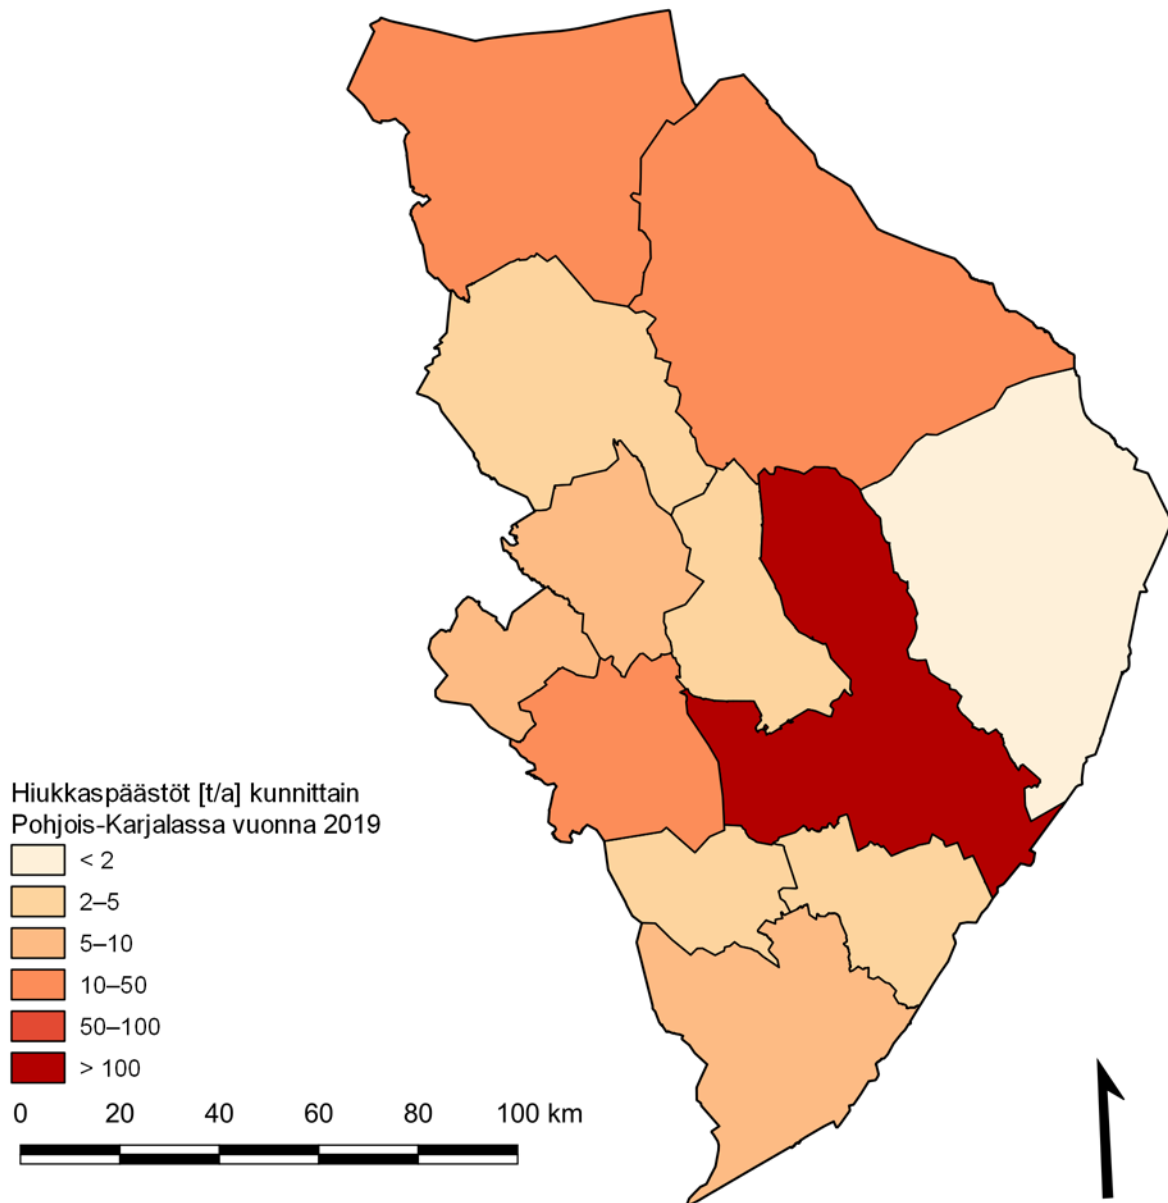 Hiukkaspäästöt [t/a] kunnittain
Pohjois-Karjalassa vuonna 2019
< 2
2–5
5–10
10–50
50–100
> 100
0 20 40 60 80 100 km